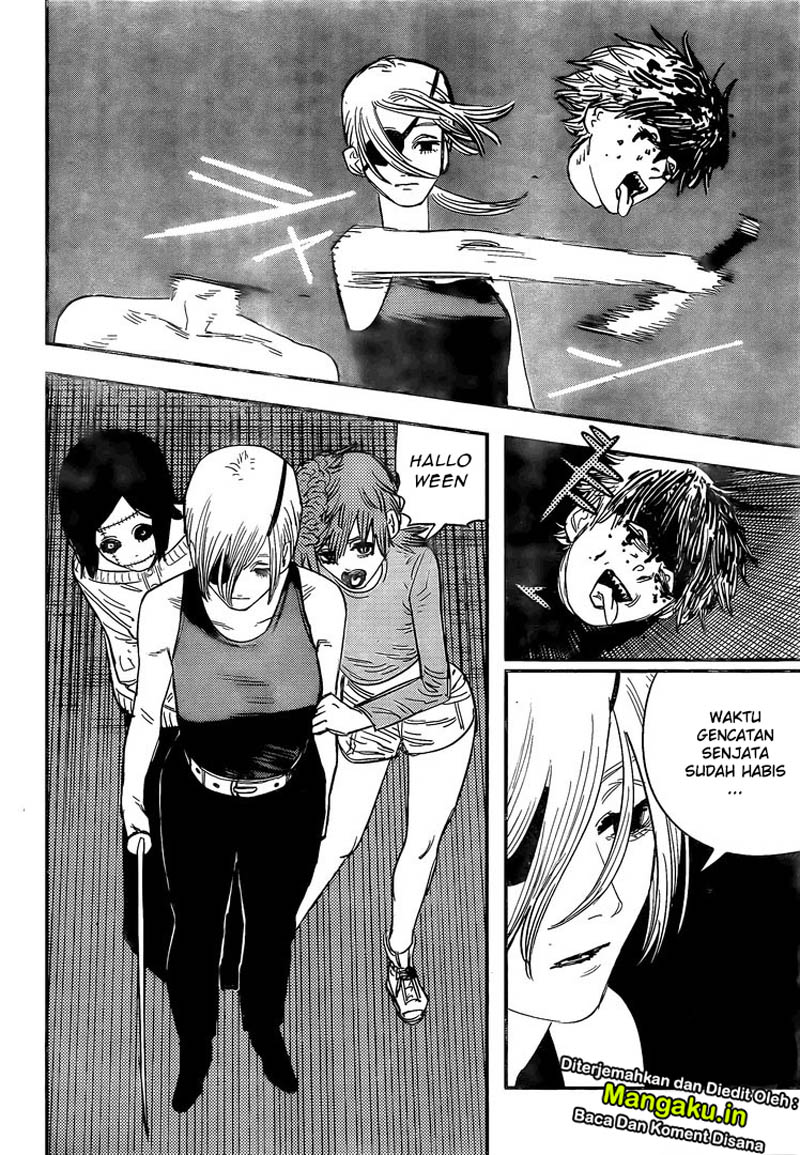 HALLO
WEEN
WAKTU
GENCATAN
SENJATA
SUDAH HABIS
...
Diterjemahkan dan Diedit Oleh :
Mangaku.in
Baca Dan Koment Disana